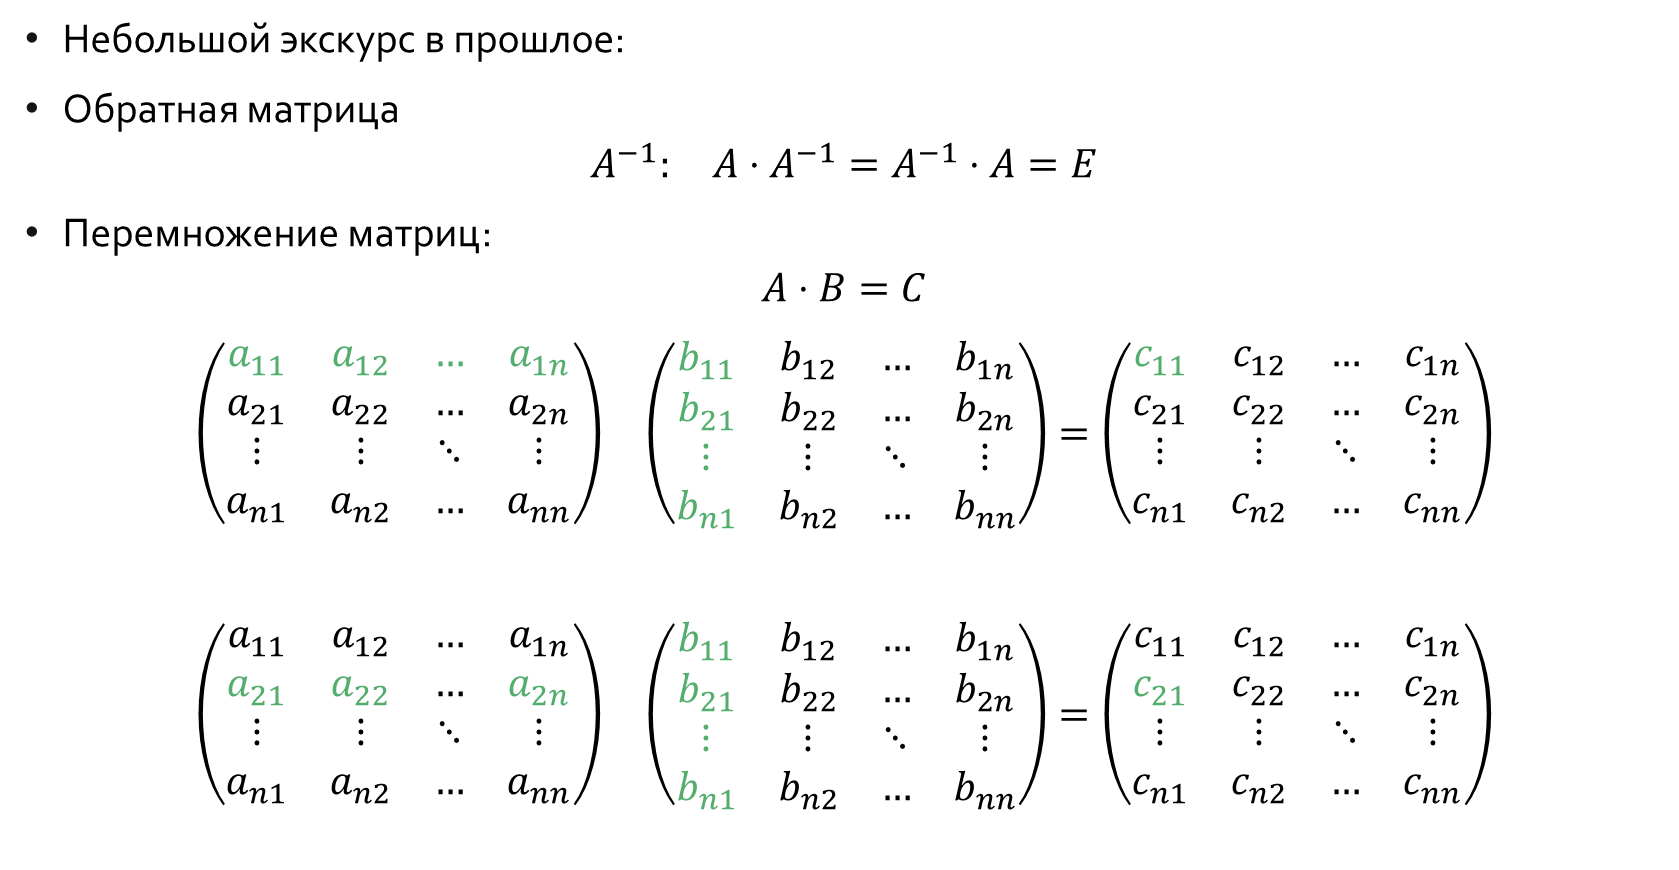 • Небольшой экскурс в прошлое:
• Обратная матрица
A⁻¹: A · A⁻¹ = A⁻¹ · A = E
• Перемножение матриц:
A · B = C
a₁₁ a₁₂ … a₁ₙ b₁₁ b₁₂ … b₁ₙ c₁₁ c₁₂ … c₁ₙ
a₂₁ a₂₂ … a₂ₙ b₂₁ b₂₂ … b₂ₙ = c₂₁ c₂₂ … c₂ₙ
⋮ ⋮ ⋱ ⋮ ⋮ ⋮ ⋱ ⋮ ⋮ ⋮ ⋱ ⋮
aₙ₁ aₙ₂ … aₙₙ bₙ₁ bₙ₂ … bₙₙ cₙ₁ cₙ₂ … cₙₙ
a₁₁ a₁₂ … a₁ₙ b₁₁ b₁₂ … b₁ₙ c₁₁ c₁₂ … c₁ₙ
a₂₁ a₂₂ … a₂ₙ b₂₁ b₂₂ … b₂ₙ = c₂₁ c₂₂ … c₂ₙ
⋮ ⋮ ⋱ ⋮ ⋮ ⋮ ⋱ ⋮ ⋮ ⋮ ⋱ ⋮
aₙ₁ aₙ₂ … aₙₙ bₙ₁ bₙ₂ … bₙₙ cₙ₁ cₙ₂ … cₙₙ